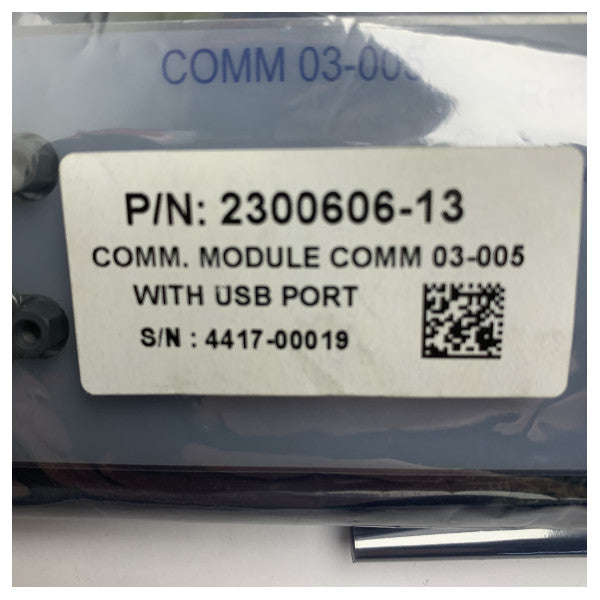 COMM 03-005
P/N: 2300606-13
COMM. MODULE COMM 03-005
WITH USB PORT
S/N : 4417-00019